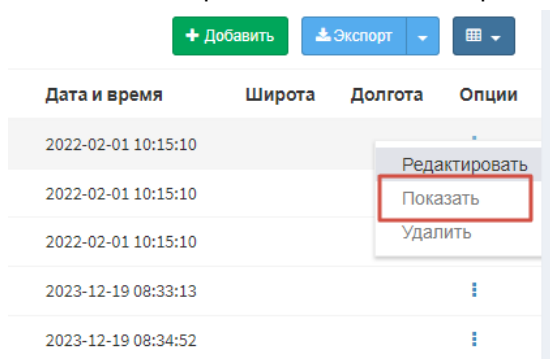 Добавить Экспорт
Дата и время Широта Долгота Опции
2022-02-01 10:15:10
Редактировать
2022-02-01 10:15:10
Показать
2022-02-01 10:15:10
Удалить
2023-12-19 08:33:13
2023-12-19 08:34:52